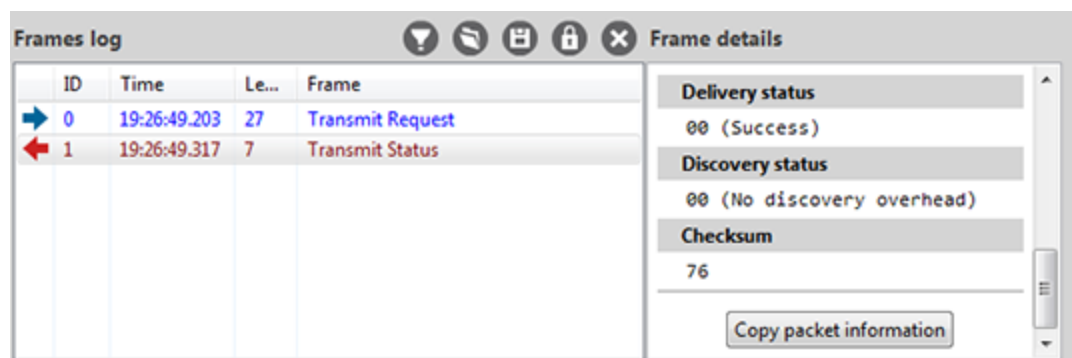 Frames log
ID Time Le... Frame
0 19:26:49.203 27 Transmit Request
1 19:26:49.317 7 Transmit Status
Frame details
Delivery status
00 (Success)
Discovery status
00 (No discovery overhead)
Checksum
76
Copy packet information